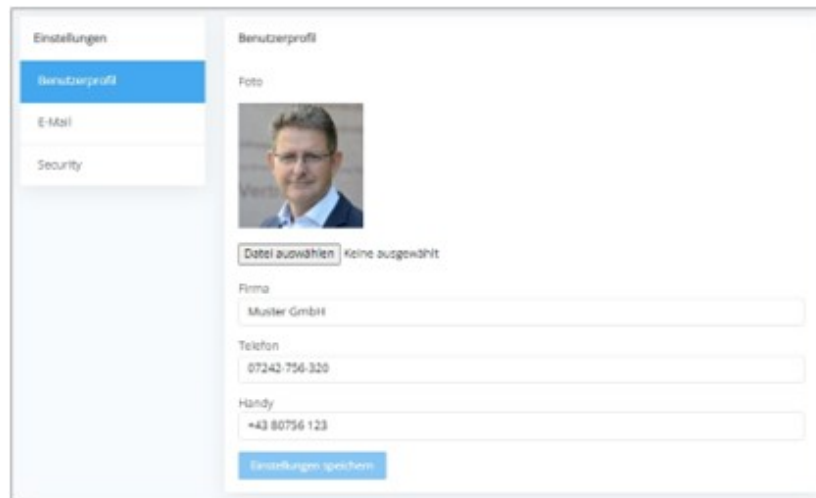 Einstellungen
Benutzerprofil
E-Mail
Security
Benutzerprofil
Foto
Datei auswählen Keine ausgewählt
Firma
Muster GmbH
Telefon
07242-756-320
Handy
+43 80756 123
Einstellungen speichern